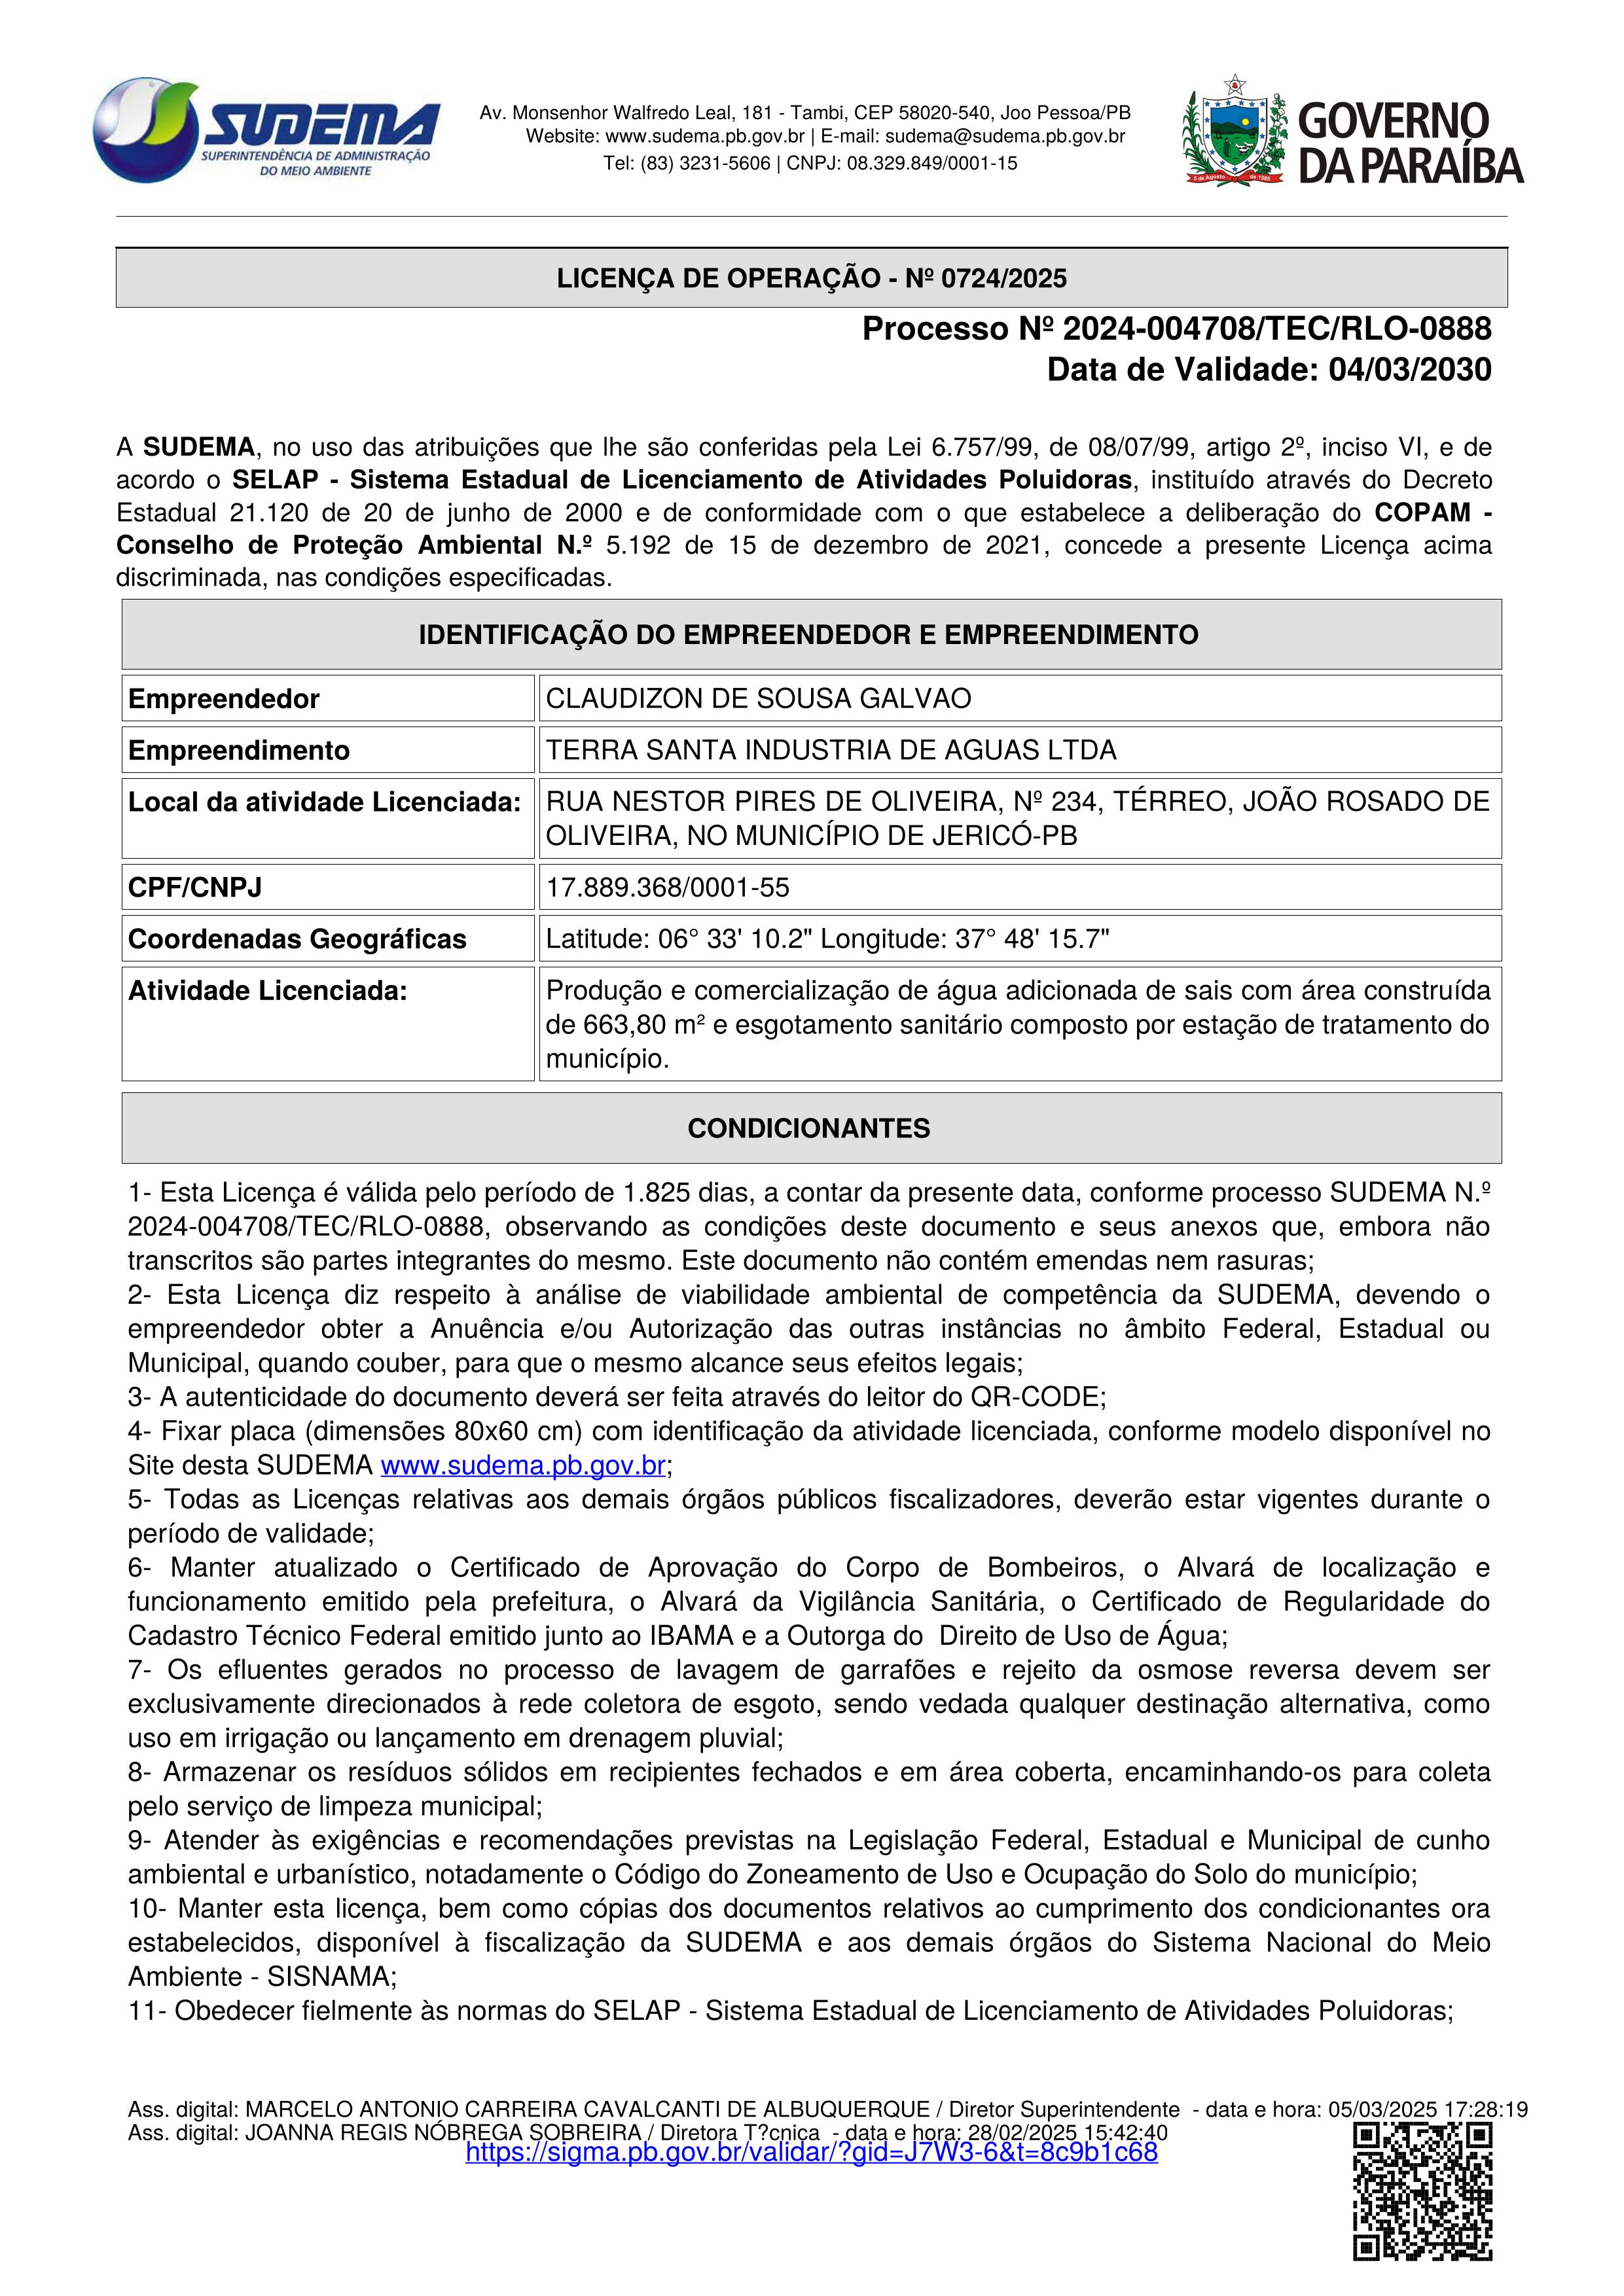 SUDEMA
SUPERINTENDÊNCIA DE ADMINISTRAÇÃO
DO MEIO AMBIENTE
Av. Monsenhor Walfredo Leal, 181 - Tambi, CEP 58020-540, Joo Pessoa/PB
Website: www.sudema.pb.gov.br | E-mail: sudema@sudema.pb.gov.br
Tel: (83) 3231-5606 | CNPJ: 08.329.849/0001-15
5 de Agosto de 1585
GOVERNO
DA PARAÍBA
LICENÇA DE OPERAÇÃO - Nº 0724/2025
Processo Nº 2024-004708/TEC/RLO-0888
Data de Validade: 04/03/2030
A SUDEMA, no uso das atribuições que lhe são conferidas pela Lei 6.757/99, de 08/07/99, artigo 2º, inciso VI, e de
acordo o SELAP - Sistema Estadual de Licenciamento de Atividades Poluidoras, instituído através do Decreto
Estadual 21.120 de 20 de junho de 2000 e de conformidade com o que estabelece a deliberação do COPAM -
Conselho de Proteção Ambiental N.º 5.192 de 15 de dezembro de 2021, concede a presente Licença acima
discriminada, nas condições especificadas.
IDENTIFICAÇÃO DO EMPREENDEDOR E EMPREENDIMENTO
Empreendedor CLAUDIZON DE SOUSA GALVAO
Empreendimento TERRA SANTA INDUSTRIA DE AGUAS LTDA
Local da atividade Licenciada: RUA NESTOR PIRES DE OLIVEIRA, Nº 234, TÉRREO, JOÃO ROSADO DE
OLIVEIRA, NO MUNICÍPIO DE JERICÓ-PB
CPF/CNPJ 17.889.368/0001-55
Coordenadas Geográficas Latitude: 06° 33' 10.2" Longitude: 37° 48' 15.7"
Atividade Licenciada: Produção e comercialização de água adicionada de sais com área construída
de 663,80 m² e esgotamento sanitário composto por estação de tratamento do
município.
CONDICIONANTES
1- Esta Licença é válida pelo período de 1.825 dias, a contar da presente data, conforme processo SUDEMA N.º
2024-004708/TEC/RLO-0888, observando as condições deste documento e seus anexos que, embora não
transcritos são partes integrantes do mesmo. Este documento não contém emendas nem rasuras;
2- Esta Licença diz respeito à análise de viabilidade ambiental de competência da SUDEMA, devendo o
empreendedor obter a Anuência e/ou Autorização das outras instâncias no âmbito Federal, Estadual ou
Municipal, quando couber, para que o mesmo alcance seus efeitos legais;
3- A autenticidade do documento deverá ser feita através do leitor do QR-CODE;
4- Fixar placa (dimensões 80x60 cm) com identificação da atividade licenciada, conforme modelo disponível no
Site desta SUDEMA www.sudema.pb.gov.br;
5- Todas as Licenças relativas aos demais órgãos públicos fiscalizadores, deverão estar vigentes durante o
período de validade;
6- Manter atualizado o Certificado de Aprovação do Corpo de Bombeiros, o Alvará de localização e
funcionamento emitido pela prefeitura, o Alvará da Vigilância Sanitária, o Certificado de Regularidade do
Cadastro Técnico Federal emitido junto ao IBAMA e a Outorga do  Direito de Uso de Água;
7- Os efluentes gerados no processo de lavagem de garrafões e rejeito da osmose reversa devem ser
exclusivamente direcionados à rede coletora de esgoto, sendo vedada qualquer destinação alternativa, como
uso em irrigação ou lançamento em drenagem pluvial;
8- Armazenar os resíduos sólidos em recipientes fechados e em área coberta, encaminhando-os para coleta
pelo serviço de limpeza municipal;
9- Atender às exigências e recomendações previstas na Legislação Federal, Estadual e Municipal de cunho
ambiental e urbanístico, notadamente o Código do Zoneamento de Uso e Ocupação do Solo do município;
10- Manter esta licença, bem como cópias dos documentos relativos ao cumprimento dos condicionantes ora
estabelecidos, disponível à fiscalização da SUDEMA e aos demais órgãos do Sistema Nacional do Meio
Ambiente - SISNAMA;
11- Obedecer fielmente às normas do SELAP - Sistema Estadual de Licenciamento de Atividades Poluidoras;
Ass. digital: MARCELO ANTONIO CARREIRA CAVALCANTI DE ALBUQUERQUE / Diretor Superintendente  - data e hora: 05/03/2025 17:28:19
Ass. digital: JOANNA REGIS NÓBREGA SOBREIRA / Diretora T?cnica  - data e hora: 28/02/2025 15:42:40
https://sigma.pb.gov.br/validar/?gid=J7W3-6&t=8c9b1c68